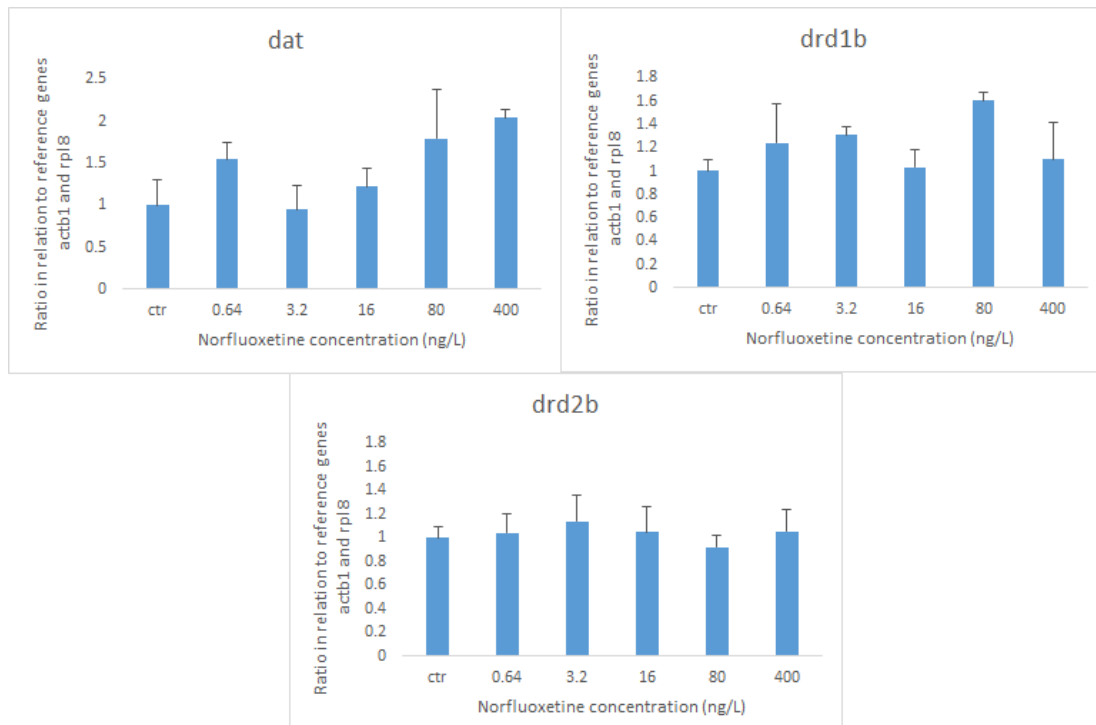 dat
Ratio in relation to reference genes
actb1 and rpl8
2.5
2
1.5
1
0.5
0
ctr 0.64 3.2 16 80 400
Norfluoxetine concentration (ng/L)
drd1b
Ratio in relation to reference genes
actb1 and rpl8
1.8
1.6
1.4
1.2
1
0.8
0.6
0.4
0.2
0
ctr 0.64 3.2 16 80 400
Norfluoxetine concentration (ng/L)
drd2b
Ratio in relation to reference genes
actb1 and rpl8
1.8
1.6
1.4
1.2
1
0.8
0.6
0.4
0.2
0
ctr 0.64 3.2 16 80 400
Norfluoxetine concentration (ng/L)